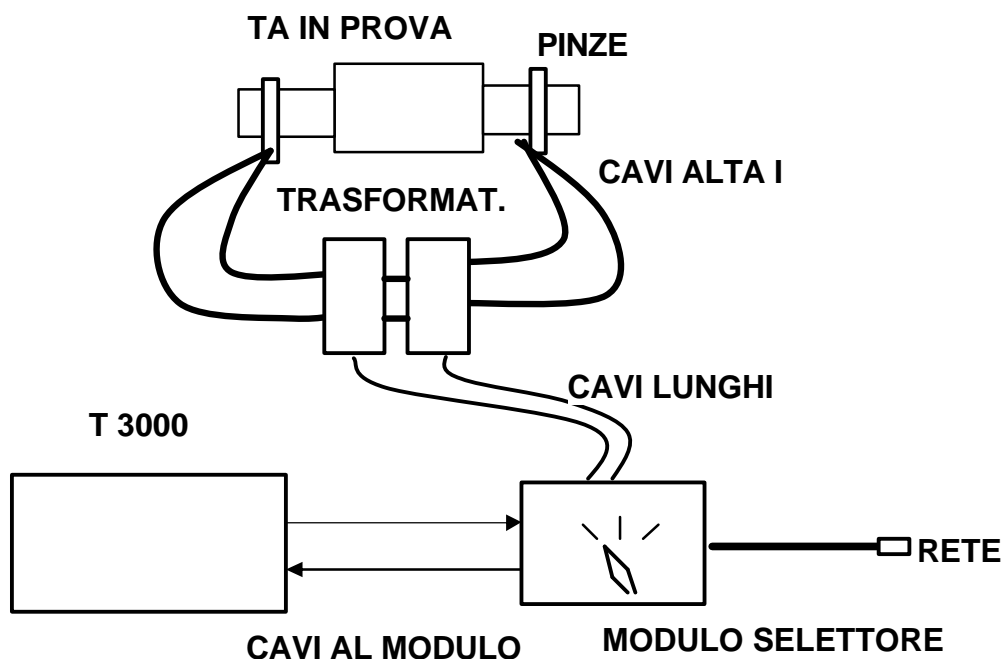 TA IN PROVA
PINZE
CAVI ALTA I
TRASFORMAT.
CAVI LUNGHI
T 3000
RETE
CAVI AL MODULO
MODULO SELETTORE